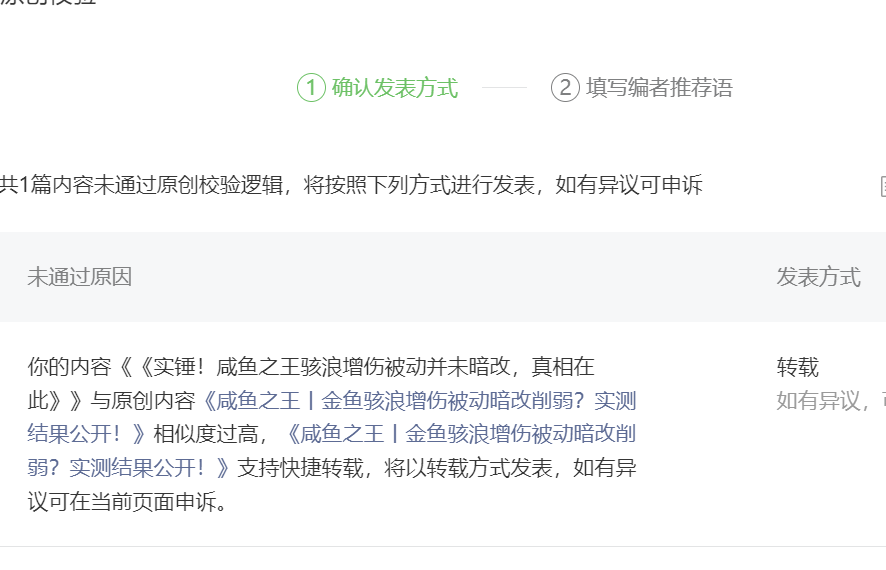 原创校验
1 确认发表方式 2 填写编者推荐语
共1篇内容未通过原创校验逻辑，将按照下列方式进行发表，如有异议可申诉
未通过原因 发表方式
你的内容《《实锤！咸鱼之王骇浪增伤被动并未暗改，真相在 转载
此》》与原创内容《咸鱼之王丨金鱼骇浪增伤被动暗改削弱？实测 如有异议，可
结果公开！》相似度过高，《咸鱼之王丨金鱼骇浪增伤被动暗改削
弱？实测结果公开！》支持快捷转载，将以转载方式发表，如有异
议可在当前页面申诉。